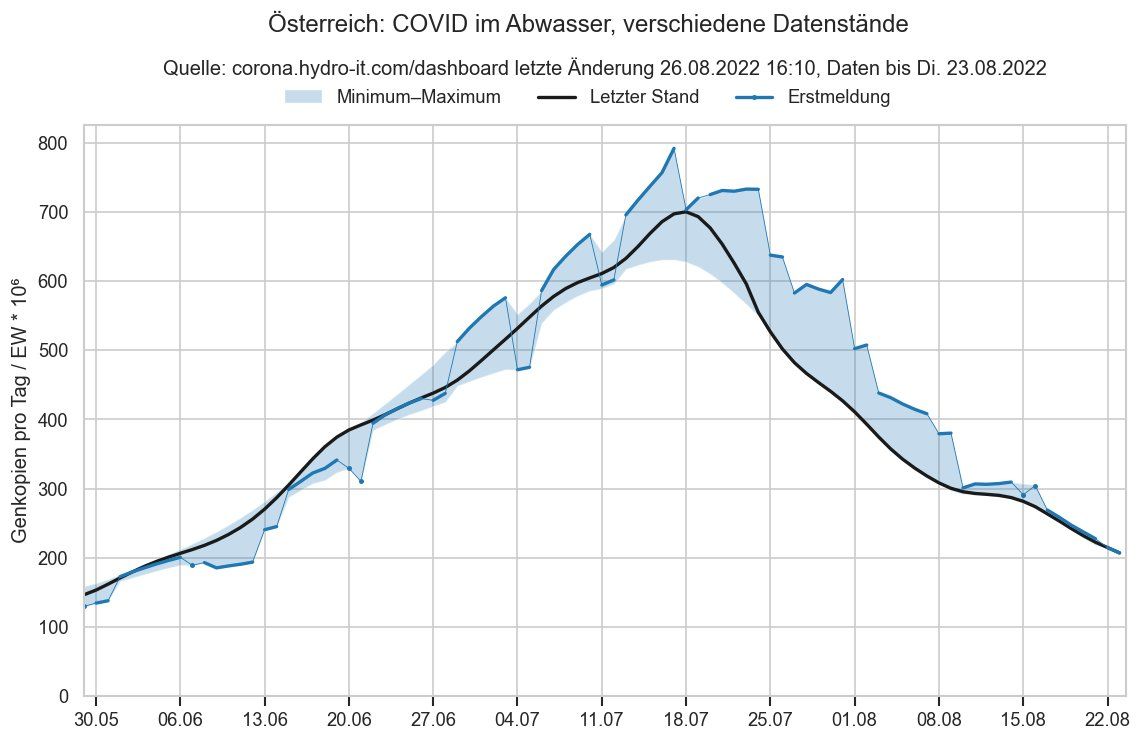 Österreich: COVID im Abwasser, verschiedene Datenstände
Quelle: corona.hydro-it.com/dashboard letzte Änderung 26.08.2022 16:10, Daten bis Di. 23.08.2022
Minimum–Maximum Letzter Stand Erstmeldung
Genkopien pro Tag / EW * 10⁶
800
700
600
500
400
300
200
100
0
30.05 06.06 13.06 20.06 27.06 04.07 11.07 18.07 25.07 01.08 08.08 15.08 22.08